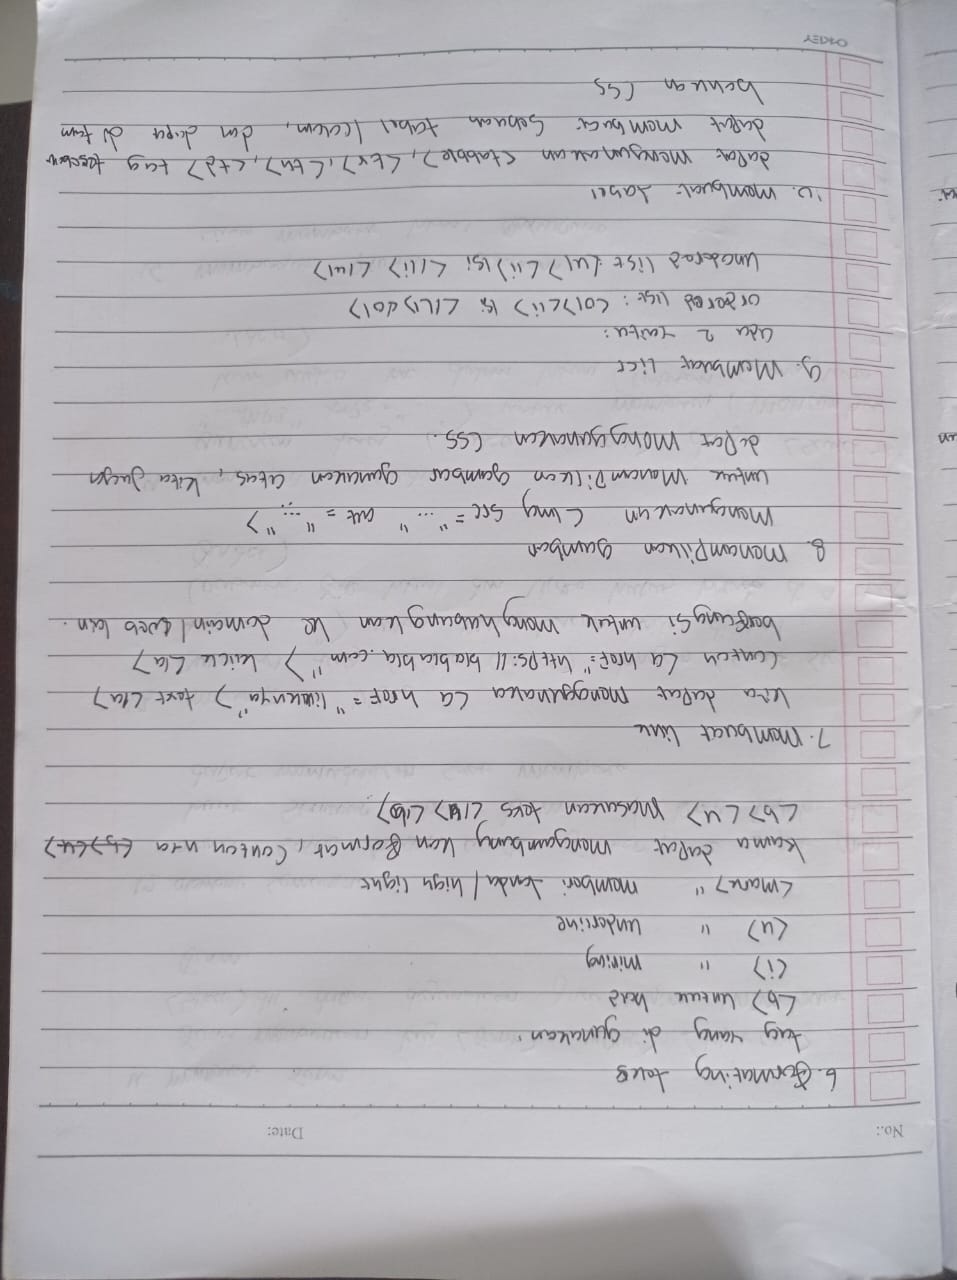 No.: Date:
6. Formating teks
tag yang di gunakan:
<b> untuk bold
<i> " miring
<u> " underline
<mark> " memberi tanda / high light
kamu dapat menggabung kan format, Contoh nya
<b> <u> Masukan teks </u> </b>
7. Membuat link
kita dapat menggunaka <a href = "linknya"> text </a>
Contoh <a href="https://blablabla.com"> klick </a>
berfungsi untuk menghubungkan ke domain / web lain.
8. menampilkan gambar
Menggunakan <img src = "..." alt = "...">
untuk Menampilkan gambar gunakan atas, kita juga
dapat Menggunakan CSS.
9. Membuat List
ada 2 yaitu:
ordered list : <ol> <li> isi </li> <ol>
Unordered list <ul> <li> isi </li> </ul>
10. membuat tabel
dapat menggunakan <table>, <tr>, <th>, <td> tag tersebut
dapat membuat sebuah tabel / kolom, dan dapat di tam
bahkan CSS
OKEY